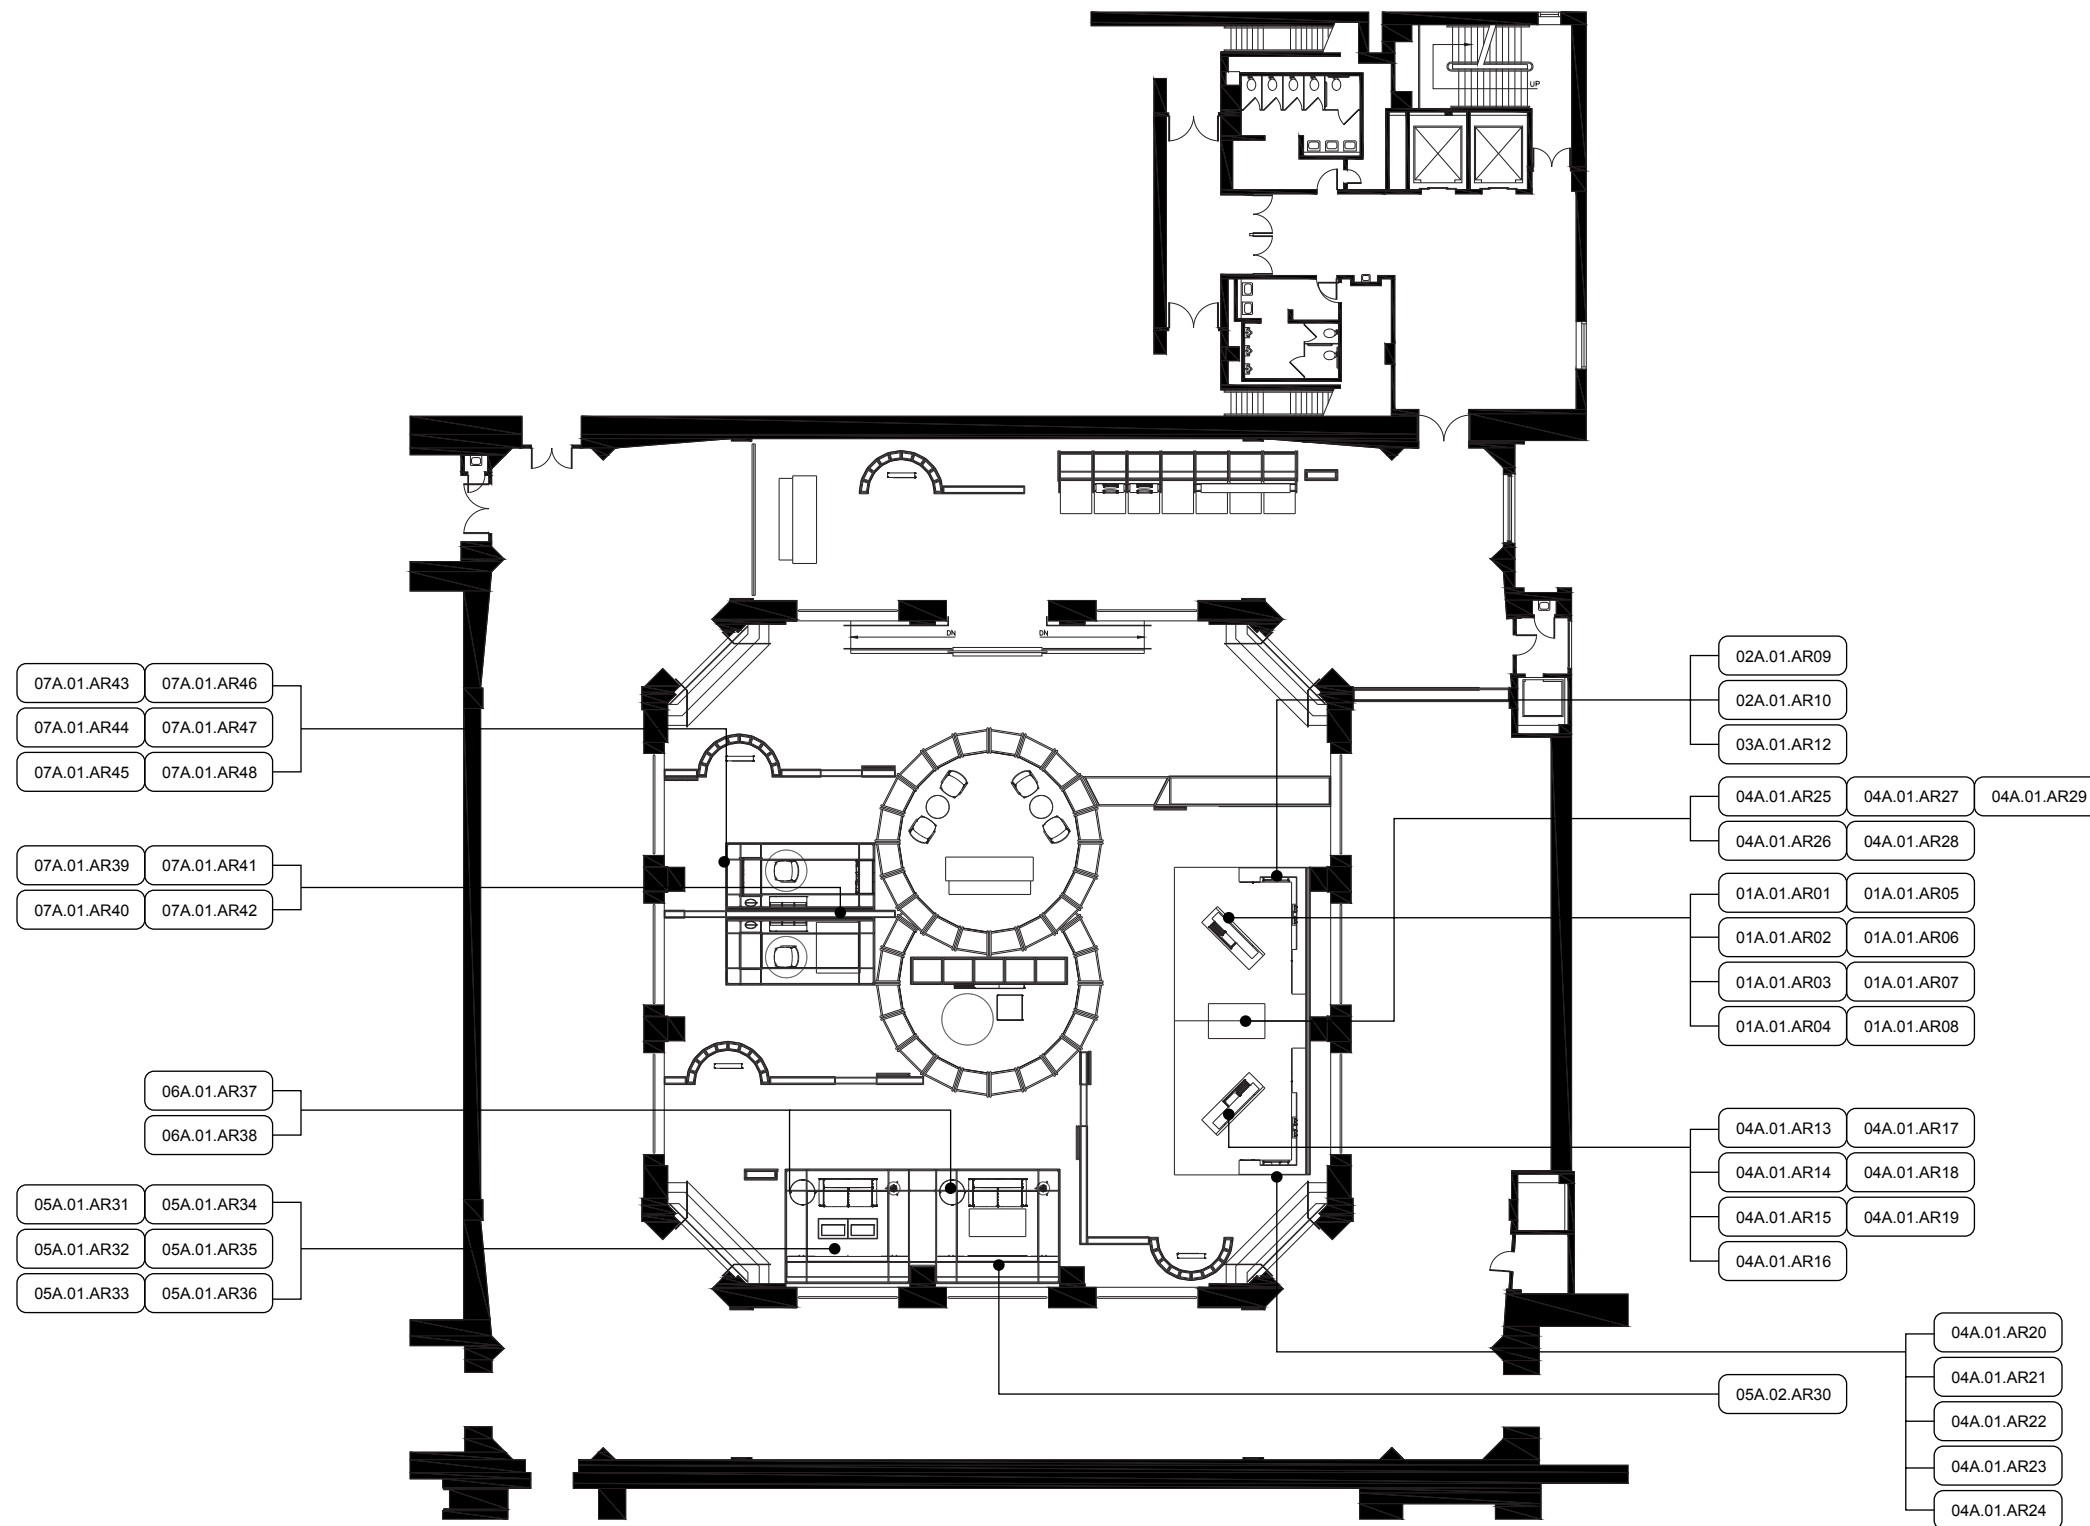 UP
DN DN
07A.01.AR43 07A.01.AR46
07A.01.AR44 07A.01.AR47
07A.01.AR45 07A.01.AR48
07A.01.AR39 07A.01.AR41
07A.01.AR40 07A.01.AR42
06A.01.AR37
06A.01.AR38
05A.01.AR31 05A.01.AR34
05A.01.AR32 05A.01.AR35
05A.01.AR33 05A.01.AR36
02A.01.AR09
02A.01.AR10
03A.01.AR12
04A.01.AR25 04A.01.AR27 04A.01.AR29
04A.01.AR26 04A.01.AR28
01A.01.AR01 01A.01.AR05
01A.01.AR02 01A.01.AR06
01A.01.AR03 01A.01.AR07
01A.01.AR04 01A.01.AR08
04A.01.AR13 04A.01.AR17
04A.01.AR14 04A.01.AR18
04A.01.AR15 04A.01.AR19
04A.01.AR16
04A.01.AR20
04A.01.AR21
04A.01.AR22
04A.01.AR23
04A.01.AR24
05A.02.AR30